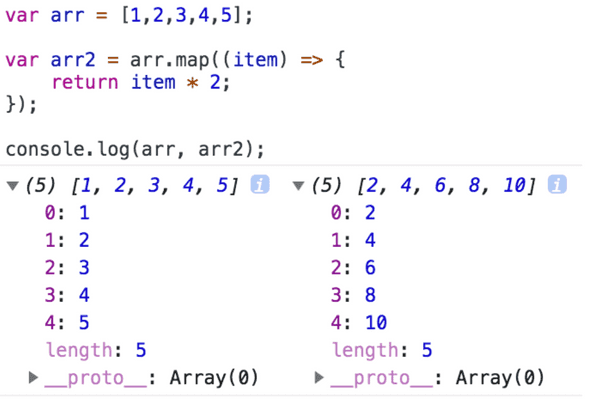 var arr = [1,2,3,4,5];
var arr2 = arr.map((item) => {
    return item * 2;
});
console.log(arr, arr2);
▼(5) [1, 2, 3, 4, 5] i ▼(5) [2, 4, 6, 8, 10] i
0: 1 0: 2
1: 2 1: 4
2: 3 2: 6
3: 4 3: 8
4: 5 4: 10
length: 5 length: 5
▶__proto__: Array(0) ▶__proto__: Array(0)